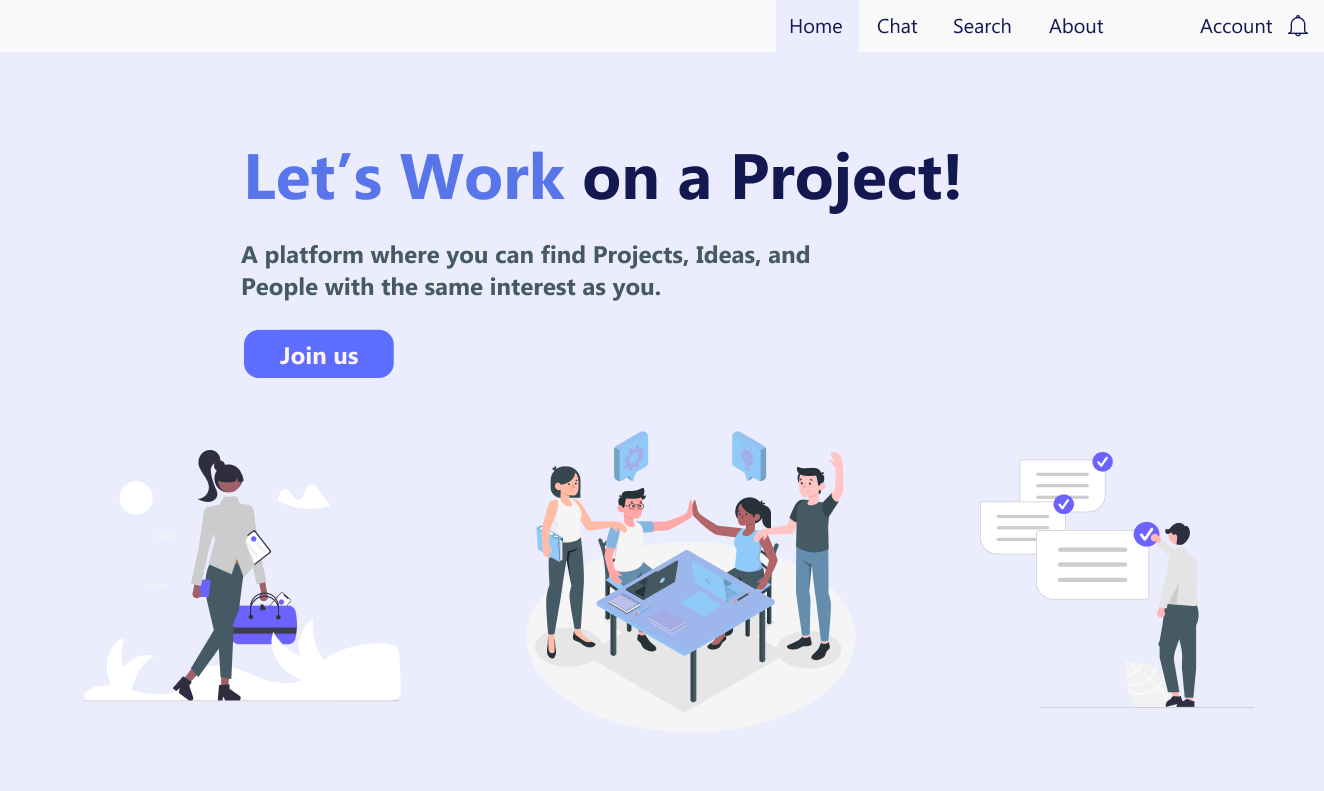 Home Chat Search About Account
Let’s Work on a Project!
A platform where you can find Projects, Ideas, and
People with the same interest as you.
Join us